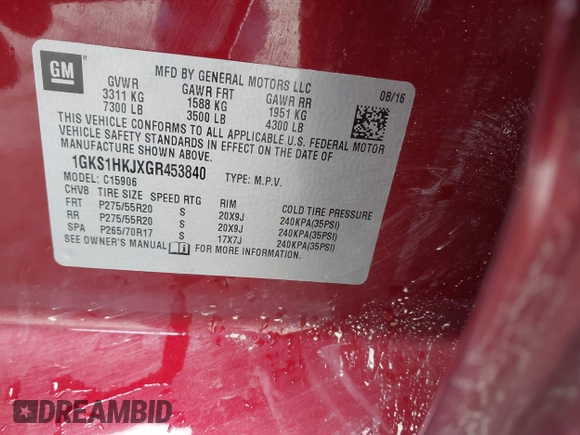 GM
MFD BY GENERAL MOTORS LLC
08/16
GVWR GAWR FRT GAWR RR
3311 KG 1588 KG 1951 KG
7300 LB 3500 LB 4300 LB
THIS VEHICLE CONFORMS TO ALL APPLICABLE U.S. FEDERAL MOTOR
VEHICLE SAFETY STANDARDS IN EFFECT ON THE DATE OF
MANUFACTURE SHOWN ABOVE.
1GKS1HKJXGR453840 TYPE: M.P.V.
MODEL: C15906
CHV8 TIRE SIZE SPEED RTG RIM COLD TIRE PRESSURE
FRT P275/55R20 S 20X9J 240KPA(35PSI)
RR P275/55R20 S 20X9J 240KPA(35PSI)
SPA P265/70R17 S 17X7J 240KPA(35PSI)
SEE OWNER'S MANUAL FOR MORE INFORMATION
DREAMBID